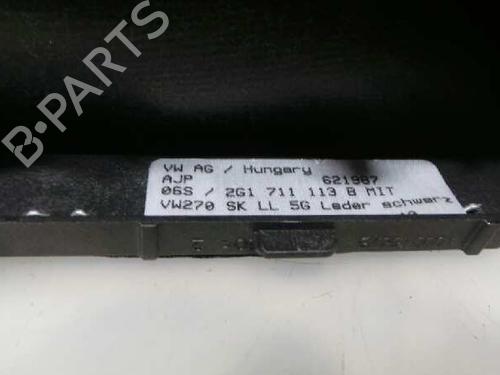 B-PARTS
VW AG / Hungary
AJP 621987
06S / 2G1 711 113 B MIT
VW270 SK LL 5G Leder schwarz